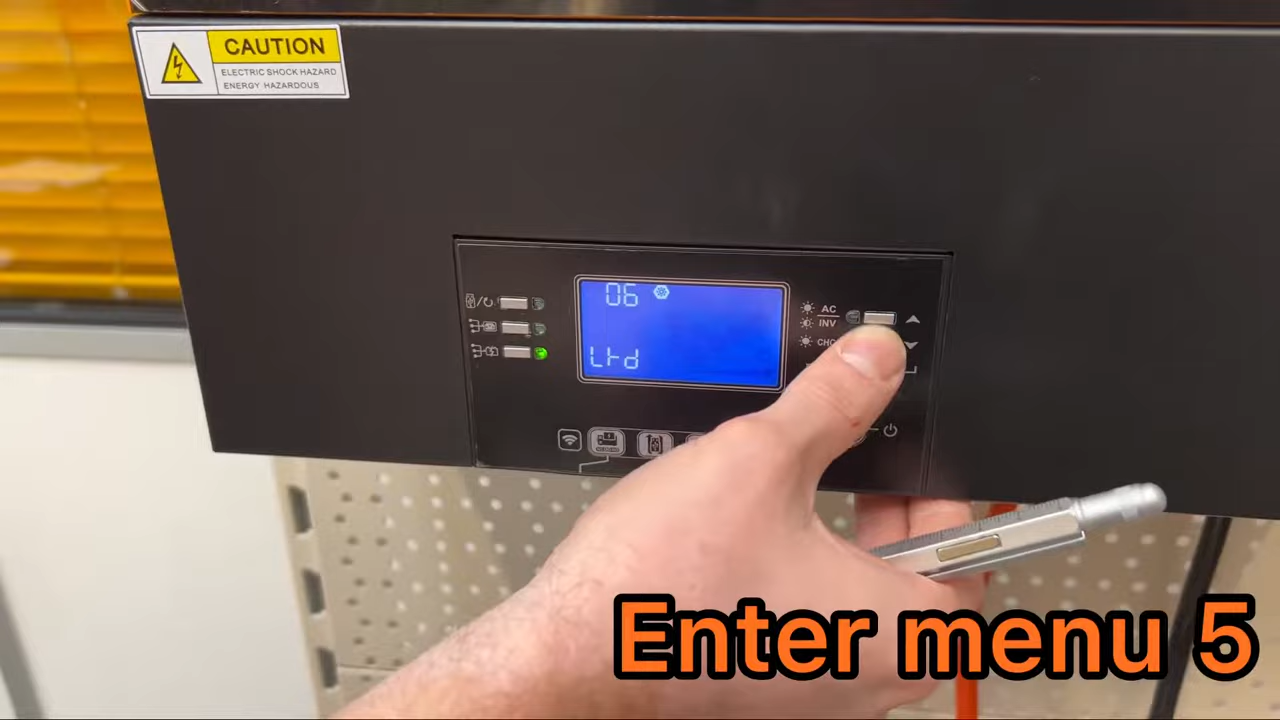 CAUTION
ELECTRIC SHOCK HAZARD
ENERGY HAZARDOUS
06
Ltd
AC
INV
Enter menu 5